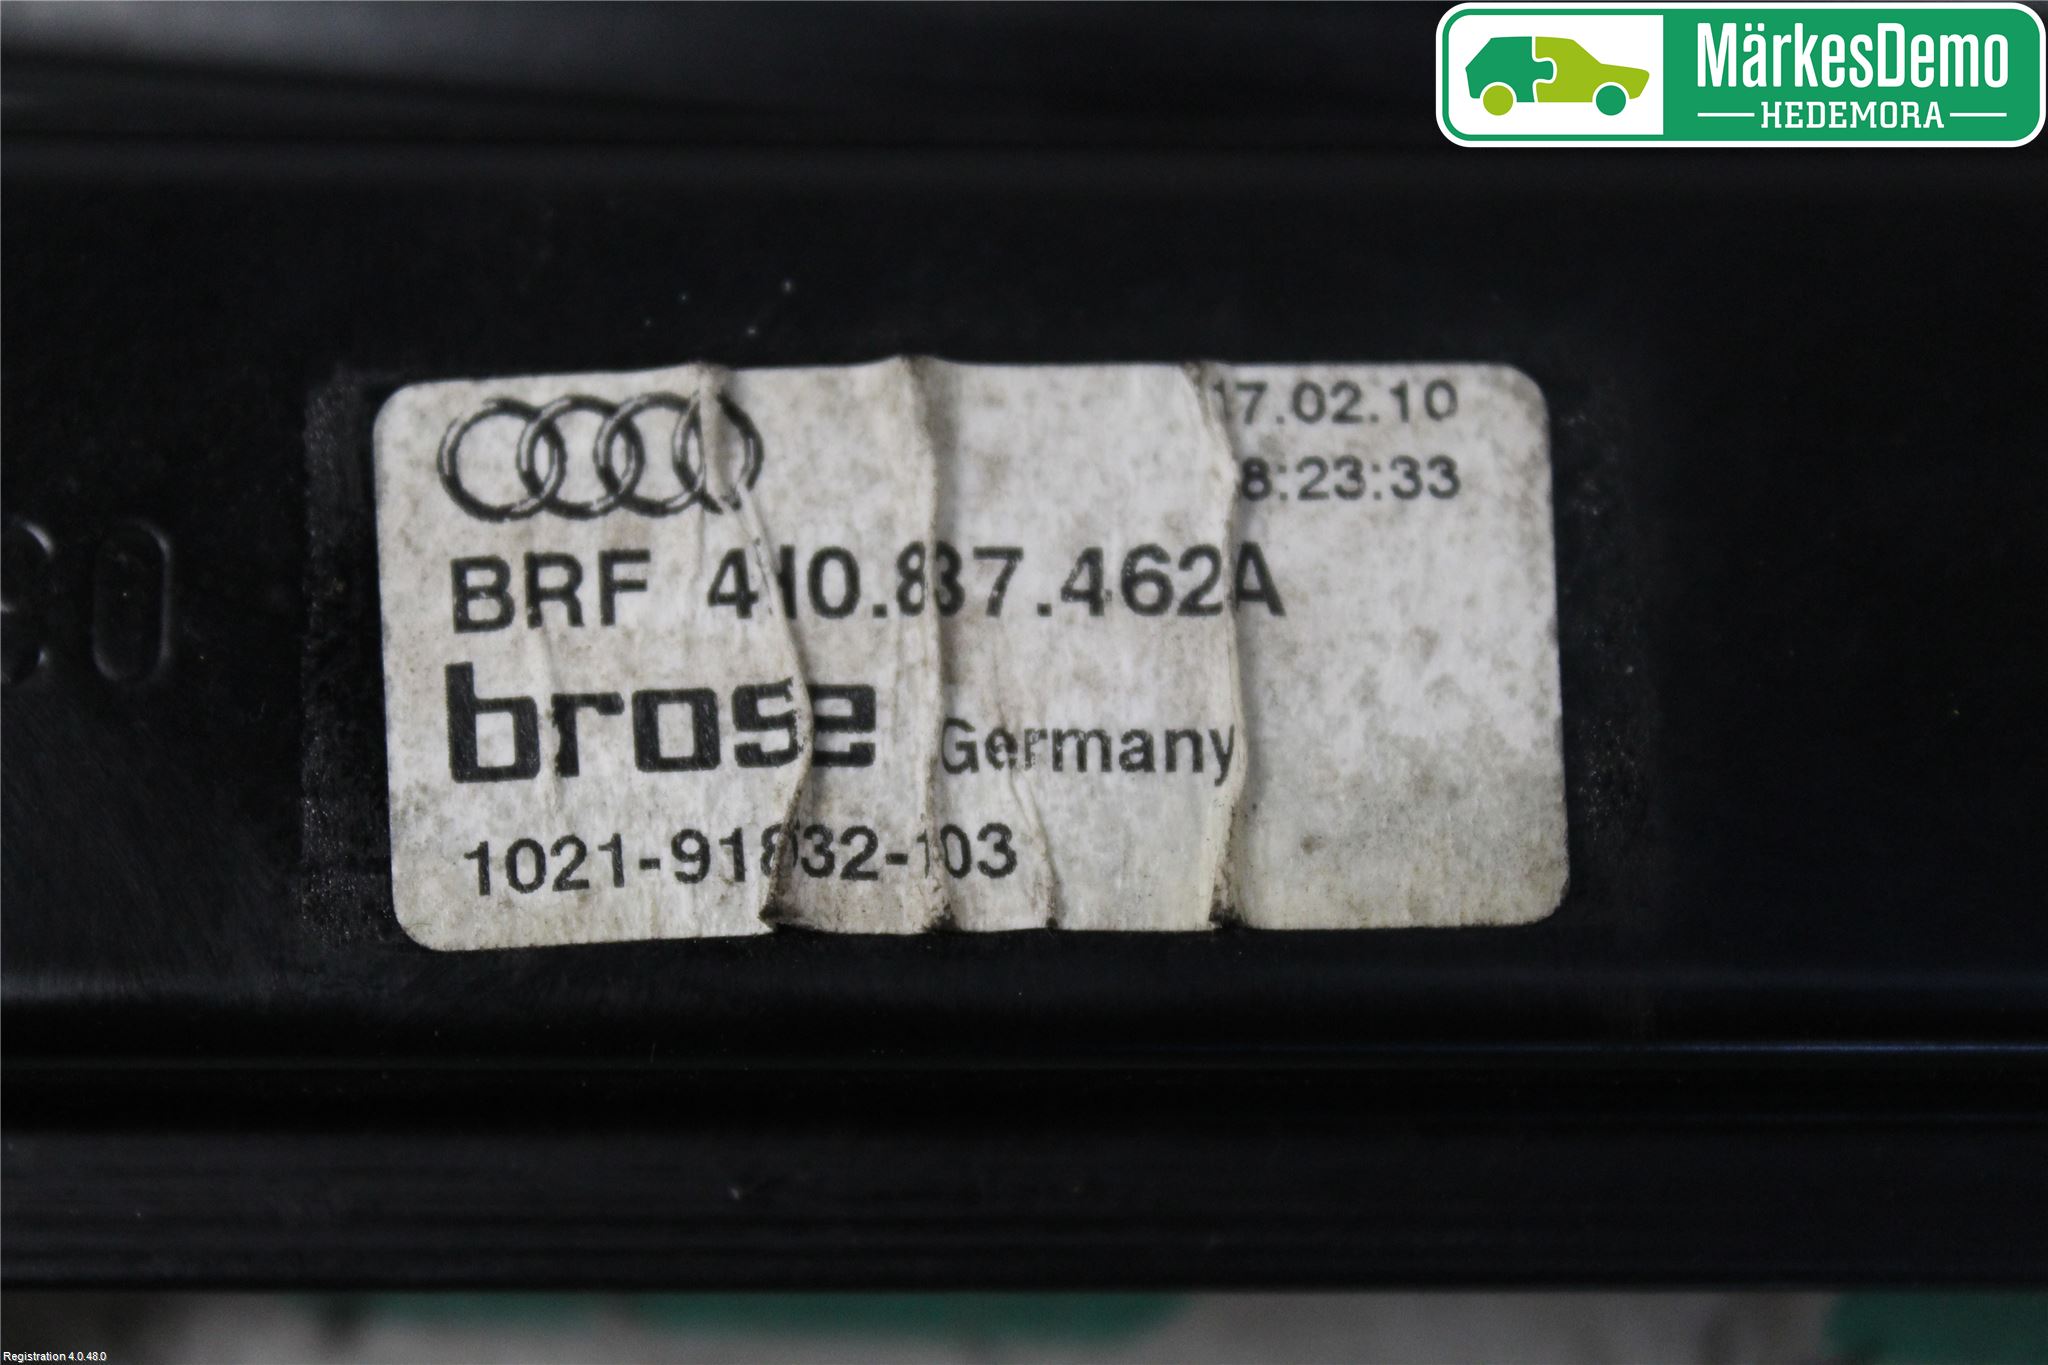 MärkesDemo
HEDEMORA
17.02.10
8:23:33
BRF 4H0.837.462A
brose Germany
1021-91832-103
Registration 4.0.48.0